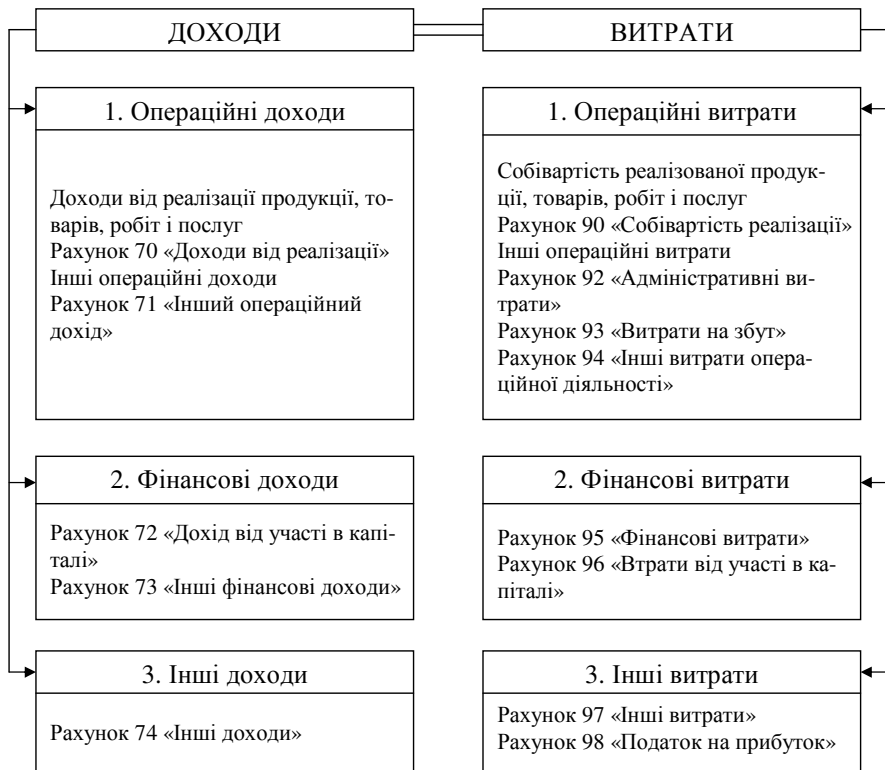 ДОХОДИ
ВИТРАТИ
1. Операційні доходи
Доходи від реалізації продукції, то-
варів, робіт і послуг
Рахунок 70 «Доходи від реалізації»
Інші операційні доходи
Рахунок 71 «Інший операційний
дохід»
1. Операційні витрати
Собівартість реалізованої продук-
ції, товарів, робіт і послуг
Рахунок 90 «Собівартість реалізації»
Інші операційні витрати
Рахунок 92 «Адміністративні ви-
трати»
Рахунок 93 «Витрати на збут»
Рахунок 94 «Інші витрати опера-
ційної діяльності»
2. Фінансові доходи
Рахунок 72 «Дохід від участі в капі-
талі»
Рахунок 73 «Інші фінансові доходи»
2. Фінансові витрати
Рахунок 95 «Фінансові витрати»
Рахунок 96 «Втрати від участі в ка-
піталі»
3. Інші доходи
Рахунок 74 «Інші доходи»
3. Інші витрати
Рахунок 97 «Інші витрати»
Рахунок 98 «Податок на прибуток»